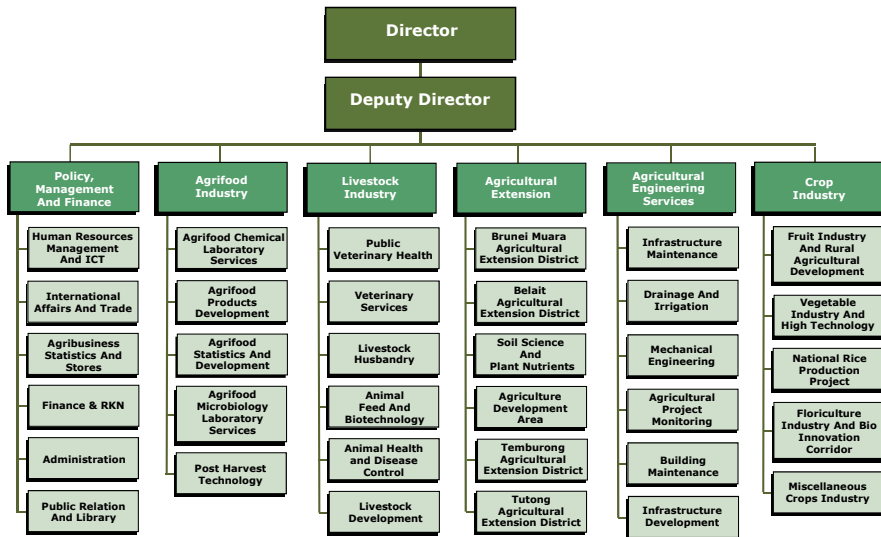 Director
Deputy Director
Policy,
Management
And Finance
Human Resources
Management
And ICT
International
Affairs And Trade
Agribusiness
Statistics And
Stores
Finance & RKN
Administration
Public Relation
And Library
Agrifood
Industry
Agrifood Chemical
Laboratory
Services
Agrifood
Products
Development
Agrifood
Statistics And
Development
Agrifood
Microbiology
Laboratory
Services
Post Harvest
Technology
Livestock
Industry
Public
Veterinary Health
Veterinary
Services
Livestock
Husbandry
Animal
Feed And
Biotechnology
Animal Health
and Disease
Control
Livestock
Development
Agricultural
Extension
Brunei Muara
Agricultural
Extension District
Belait
Agricultural
Extension District
Soil Science
And
Plant Nutrients
Agriculture
Development
Area
Temburong
Agricultural
Extension District
Tutong
Agricultural
Extension District
Agricultural
Engineering
Services
Infrastructure
Maintenance
Drainage And
Irrigation
Mechanical
Engineering
Agricultural
Project
Monitoring
Building
Maintenance
Infrastructure
Development
Crop
Industry
Fruit Industry
And Rural
Agricultural
Development
Vegetable
Industry And
High Technology
National Rice
Production
Project
Floriculture
Industry And Bio
Innovation
Corridor
Miscellaneous
Crops Industry